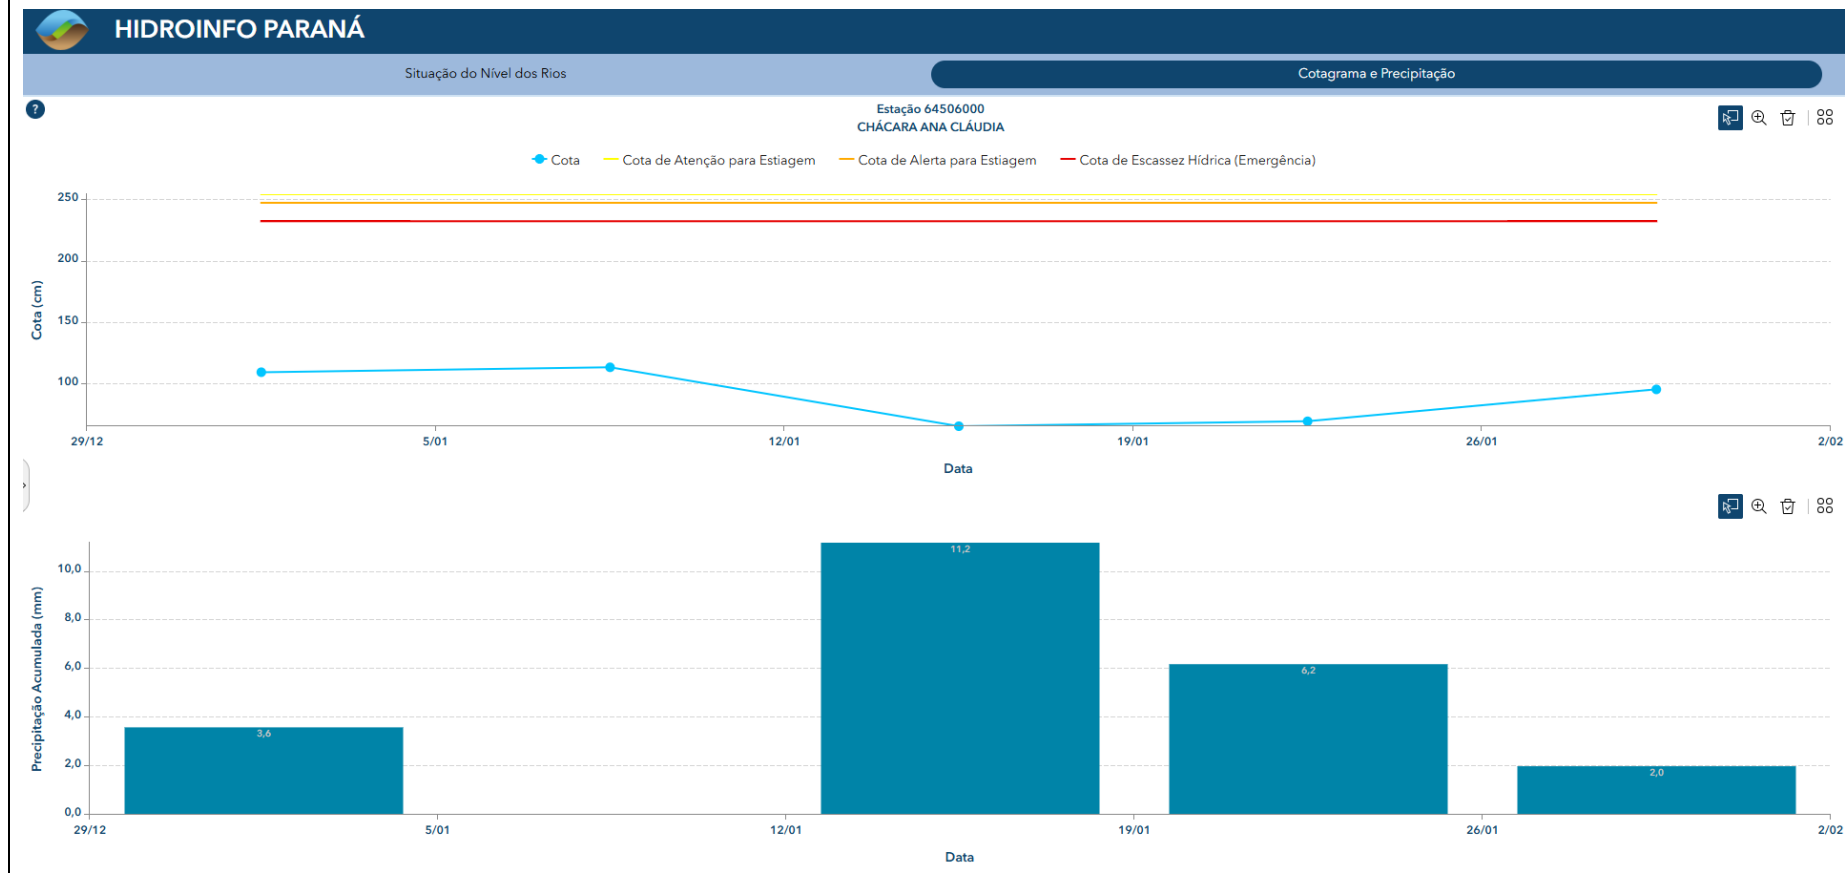 HIDROINFO PARANÁ
Situação do Nível dos Rios
Cotagrama e Precipitação
?
Estação 64506000
CHÁCARA ANA CLÁUDIA
Cota
Cota de Atenção para Estiagem
Cota de Alerta para Estiagem
Cota de Escassez Hídrica (Emergência)
Cota (cm)
250
200
150
100
29/12
5/01
12/01
19/01
26/01
2/02
Data
Precipitação Acumulada (mm)
10,0
8,0
6,0
4,0
2,0
0,0
3,6
11,2
6,2
2,0
29/12
5/01
12/01
19/01
26/01
2/02
Data